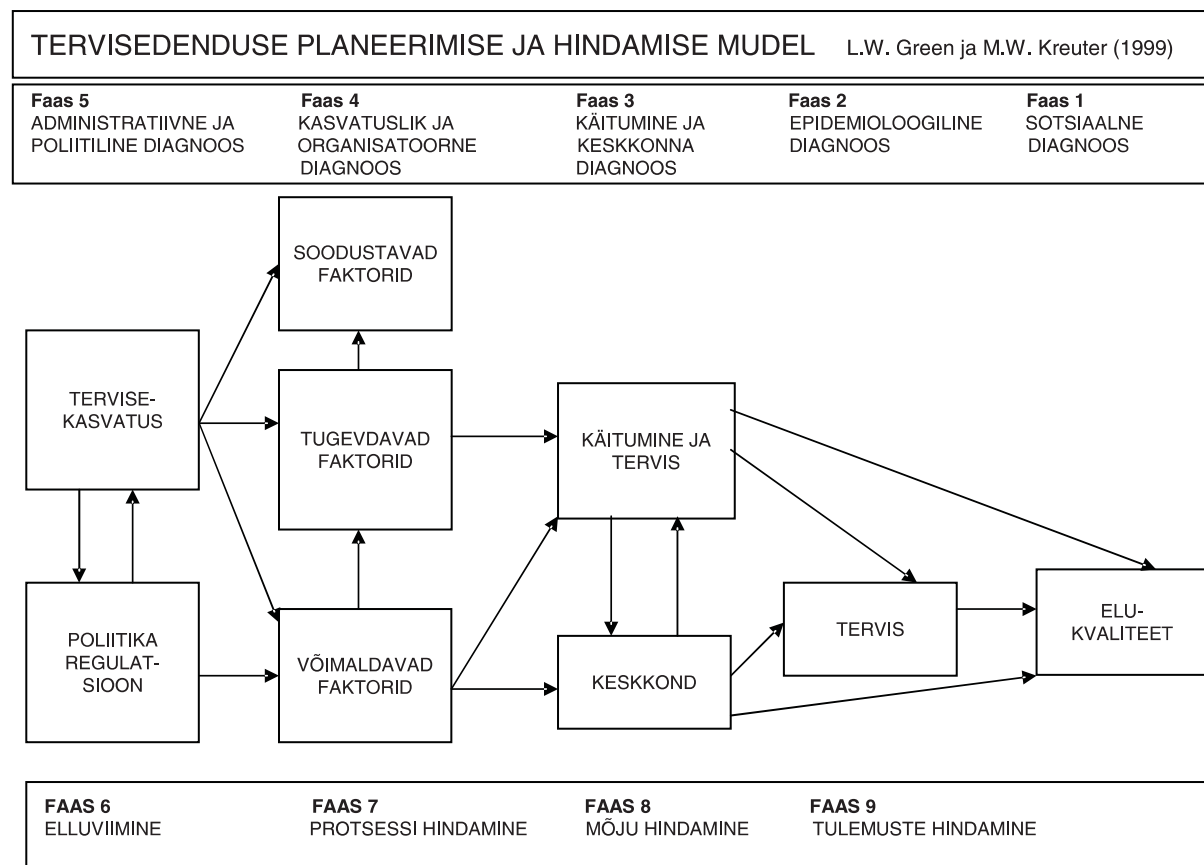 TERVISEDENDUSE PLANEERIMISE JA HINDAMISE MUDEL L.W. Green ja M.W. Kreuter (1999)
Faas 5
ADMINISTRATIIVNE JA
POLIITILINE DIAGNOOS
Faas 4
KASVATUSLIK JA
ORGANISATOORNE
DIAGNOOS
Faas 3
KÄITUMINE JA
KESKKONNA
DIAGNOOS
Faas 2
EPIDEMIOLOOGILINE
DIAGNOOS
Faas 1
SOTSIAALNE
DIAGNOOS
SOODUSTAVAD
FAKTORID
TERVISE-
KASVATUS
TUGEVDAVAD
FAKTORID
KÄITUMINE JA
TERVIS
POLIITIKA
REGULAT-
SIOON
VÕIMALDAVAD
FAKTORID
KESKKOND
TERVIS
ELU-
KVALITEET
FAAS 6
ELLUVIIMINE
FAAS 7
PROTSESSI HINDAMINE
FAAS 8
MÕJU HINDAMINE
FAAS 9
TULEMUSTE HINDAMINE